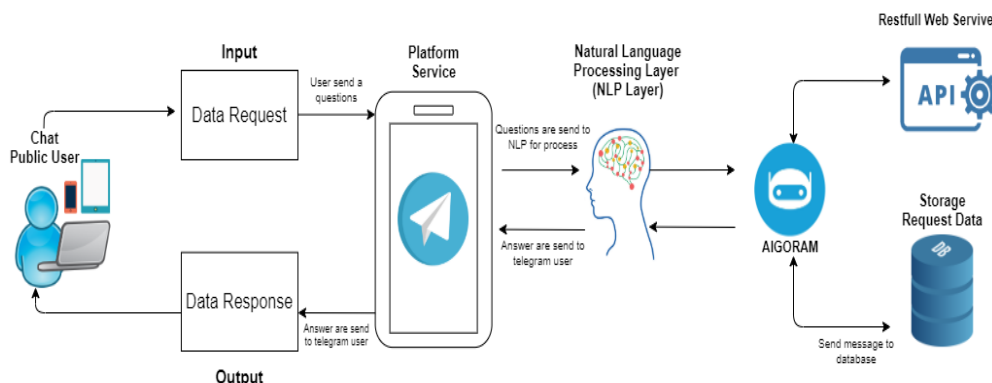 Input
Data Request
User send a
questions
Chat
Public User
Data Response
Output
Answer are send
to telegram user
Platform
Service
Natural Language
Processing Layer
(NLP Layer)
Questions are send to
NLP for process
Answer are send to
telegram user
AIGORAM
Restfull Web Servive
API
Storage
Request Data
DB
Send message to
database